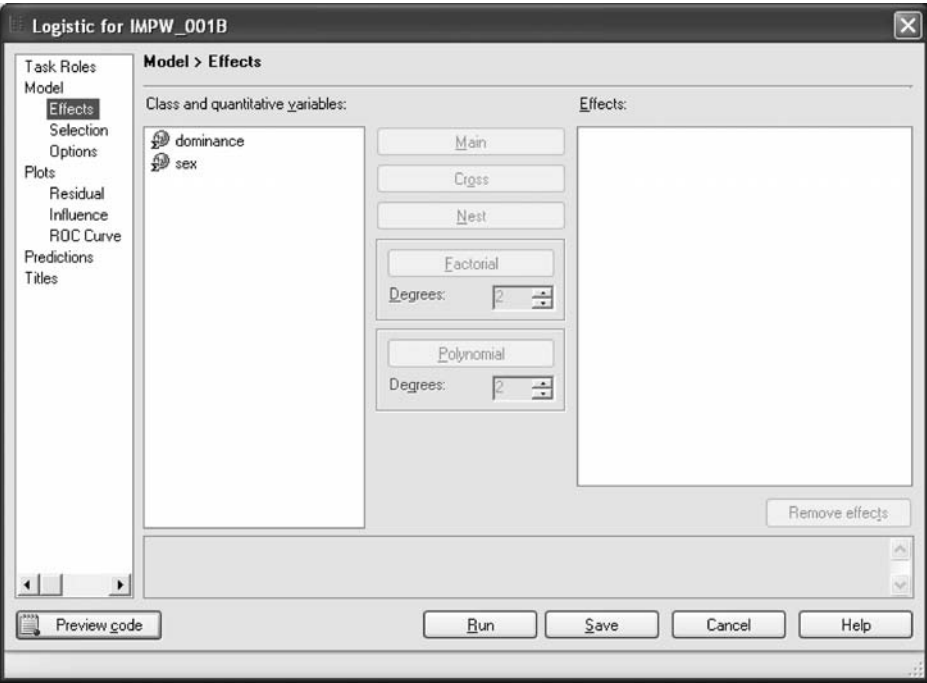 Logistic for IMPW_001B
Task Roles
Model
Effects
Selection
Options
Plots
Residual
Influence
ROC Curve
Predictions
Titles
Model > Effects
Class and quantitative variables:
dominance
sex
Main
Cross
Nest
Factorial
Degrees: 2
Polynomial
Degrees: 2
Effects:
Remove effects
Preview code
Run
Save
Cancel
Help